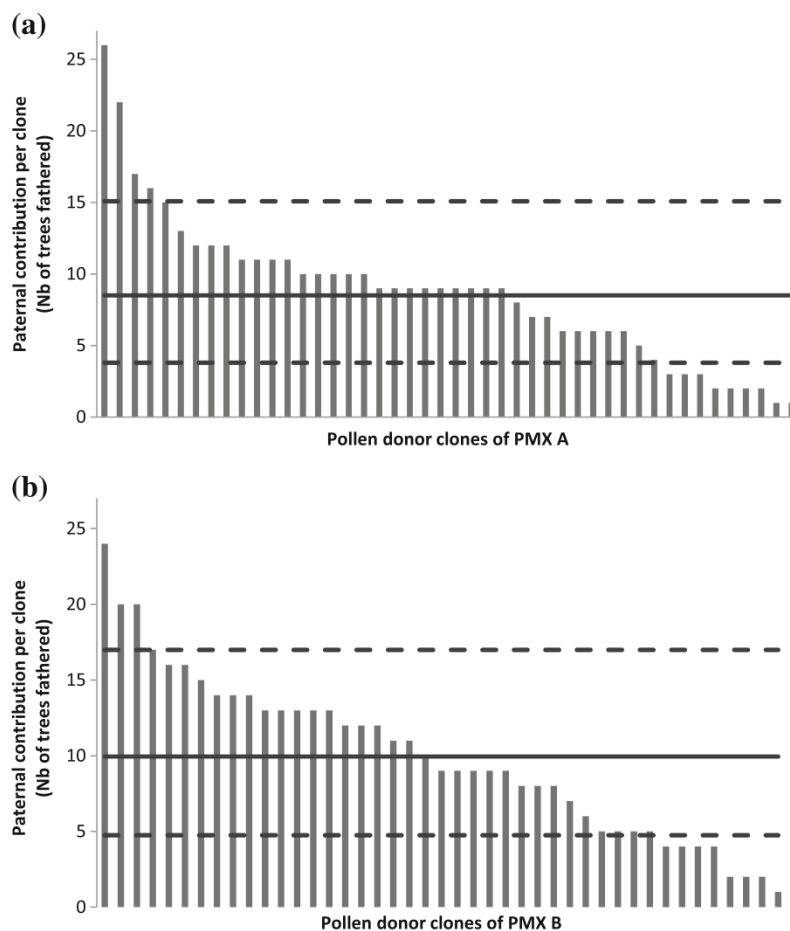 (a)
Paternal contribution per clone
(Nb of trees fathered)
25
20
15
10
5
0
Pollen donor clones of PMX A
(b)
Paternal contribution per clone
(Nb of trees fathered)
25
20
15
10
5
0
Pollen donor clones of PMX B